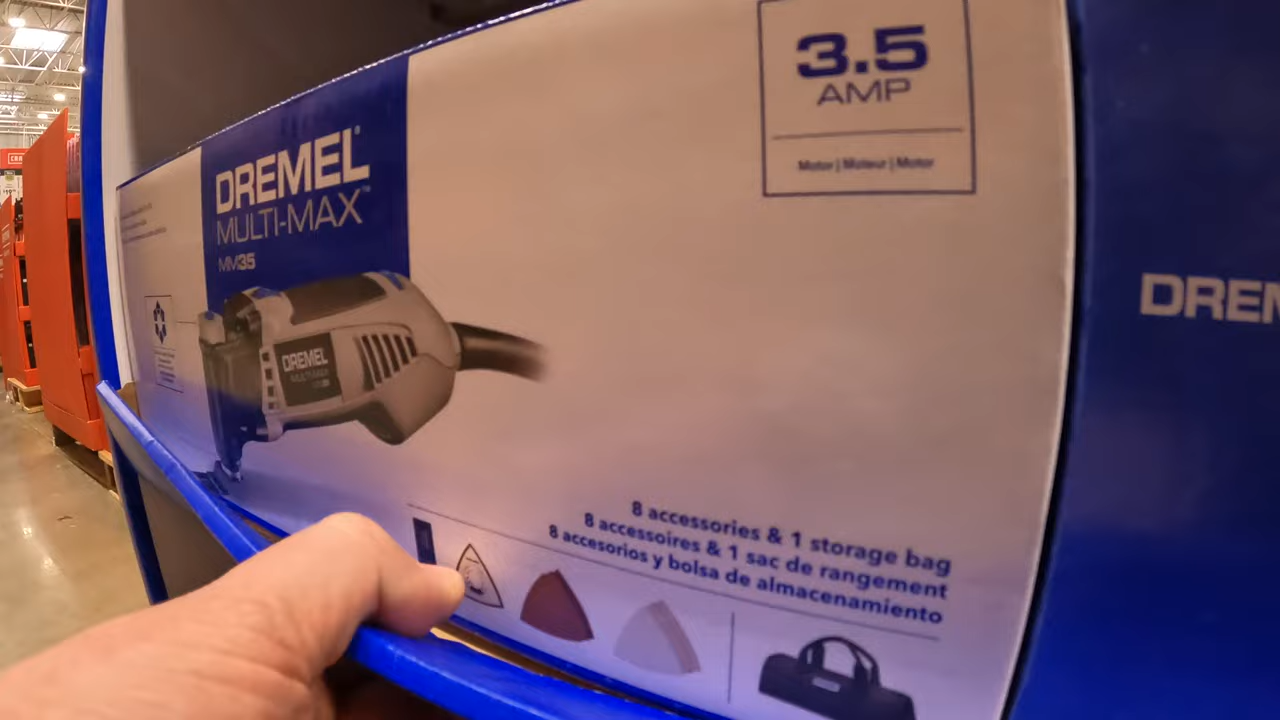 3.5
AMP
Motor | Moteur | Motor
DREMEL®
MULTI-MAX™
MM35
DREMEL
MULTI-MAX
8 accessories & 1 storage bag
8 accessoires & 1 sac de rangement
8 accesorios y bolsa de almacenamiento
DREM